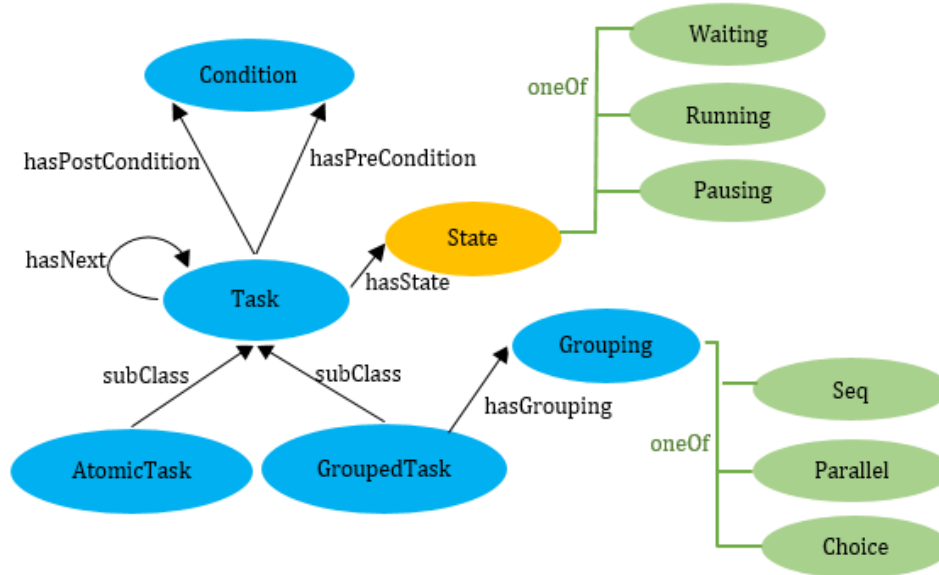 Waiting
Condition
oneOf
Running
hasPostCondition
hasPreCondition
Pausing
State
hasNext
hasState
Task
Grouping
subClass
subClass
Seq
hasGrouping
oneOf
AtomicTask
GroupedTask
Parallel
Choice